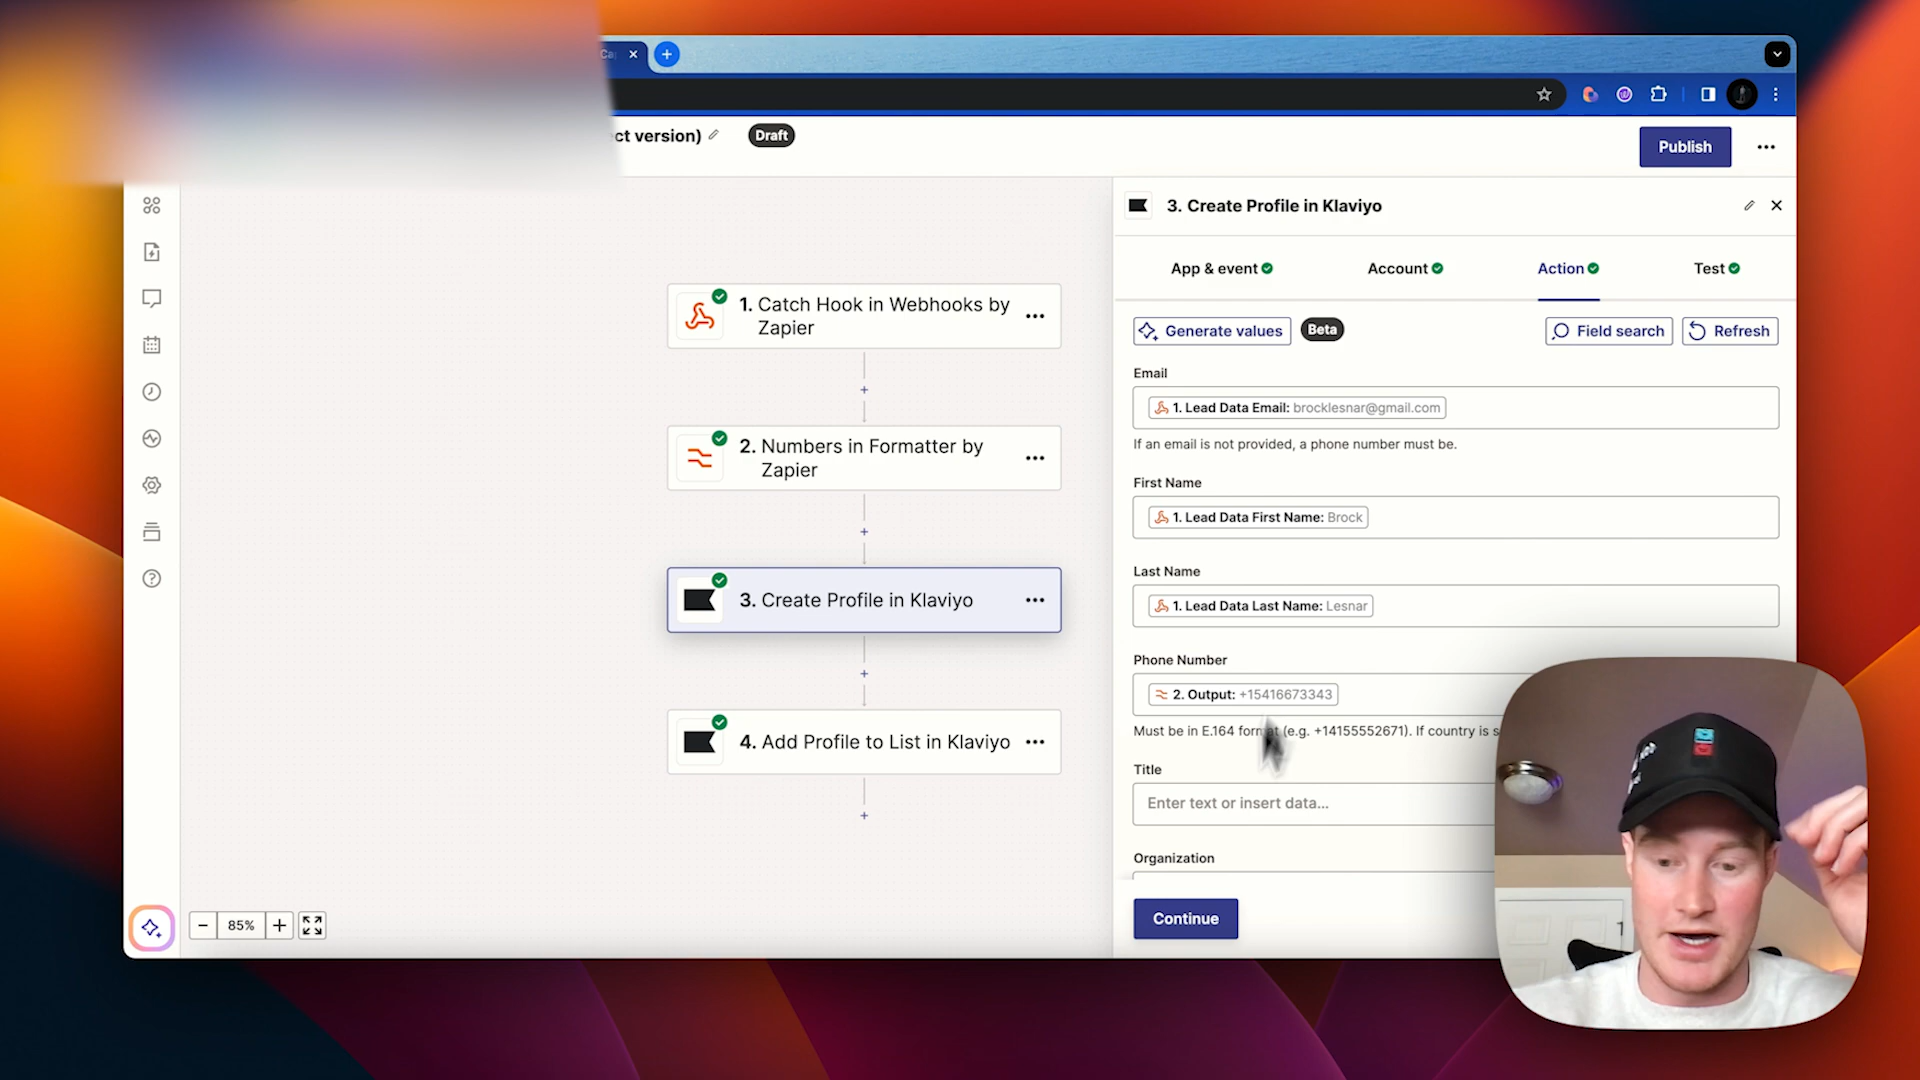 Ca
ct version)
Draft
Publish
3. Create Profile in Klaviyo
App & event
Account
Action
Test
Generate values
Beta
Field search
Refresh
Email
1. Lead Data Email: brocklesnar@gmail.com
If an email is not provided, a phone number must be.
First Name
1. Lead Data First Name: Brock
Last Name
1. Lead Data Last Name: Lesnar
Phone Number
2. Output: +15416673343
Must be in E.164 format (e.g. +14155552671). If country is s
Title
Enter text or insert data...
Organization
Continue
1. Catch Hook in Webhooks by
Zapier
2. Numbers in Formatter by
Zapier
3. Create Profile in Klaviyo
4. Add Profile to List in Klaviyo
85%